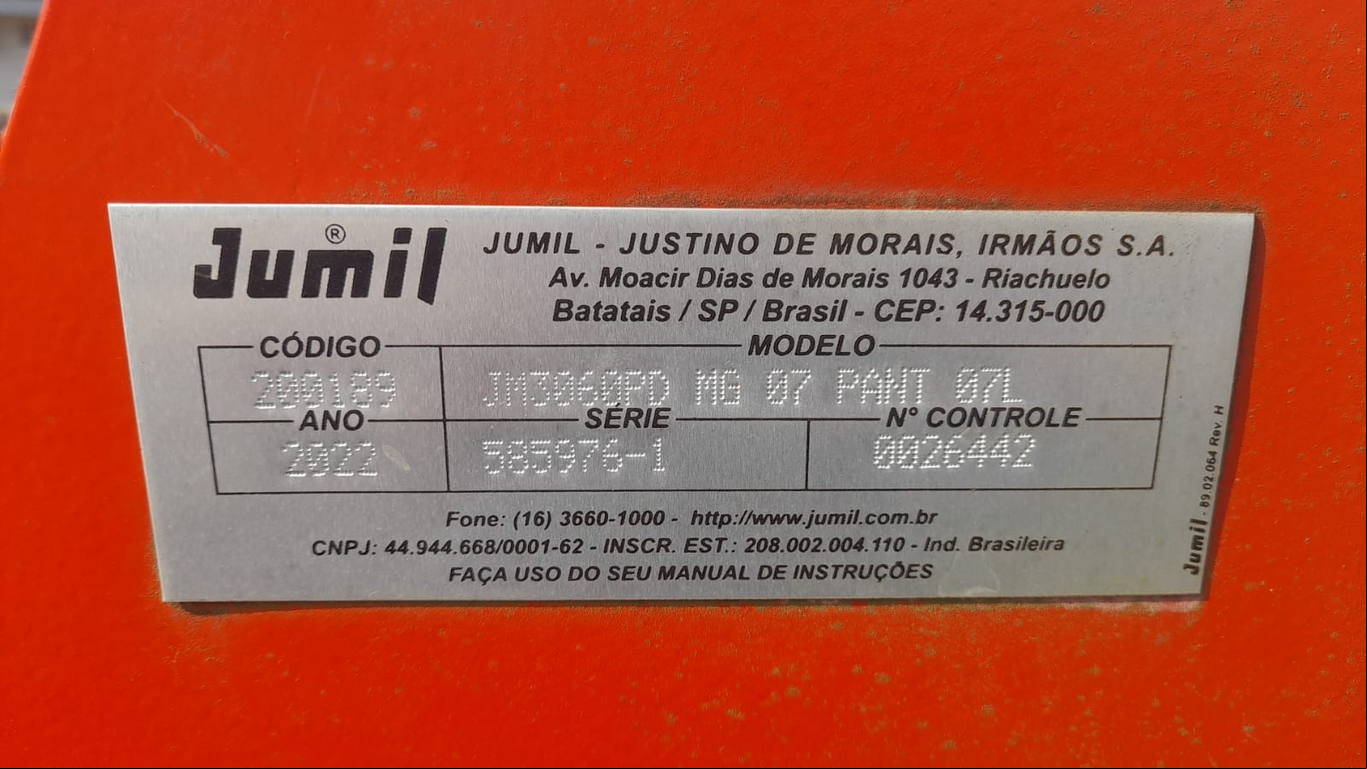 Jumil ®
JUMIL - JUSTINO DE MORAIS, IRMÃOS S.A.
Av. Moacir Dias de Morais 1043 - Riachuelo
Batatais / SP / Brasil - CEP: 14.315-000
CÓDIGO MODELO
200189 JM3060PD MG 07 PANT 07L
ANO SÉRIE Nº CONTROLE
2022 585976-1 0026442
Fone: (16) 3660-1000 - http://www.jumil.com.br
CNPJ: 44.944.668/0001-62 - INSCR. EST.: 208.002.004.110 - Ind. Brasileira
FAÇA USO DO SEU MANUAL DE INSTRUÇÕES
Jumil - 89.02.064 Rev. H